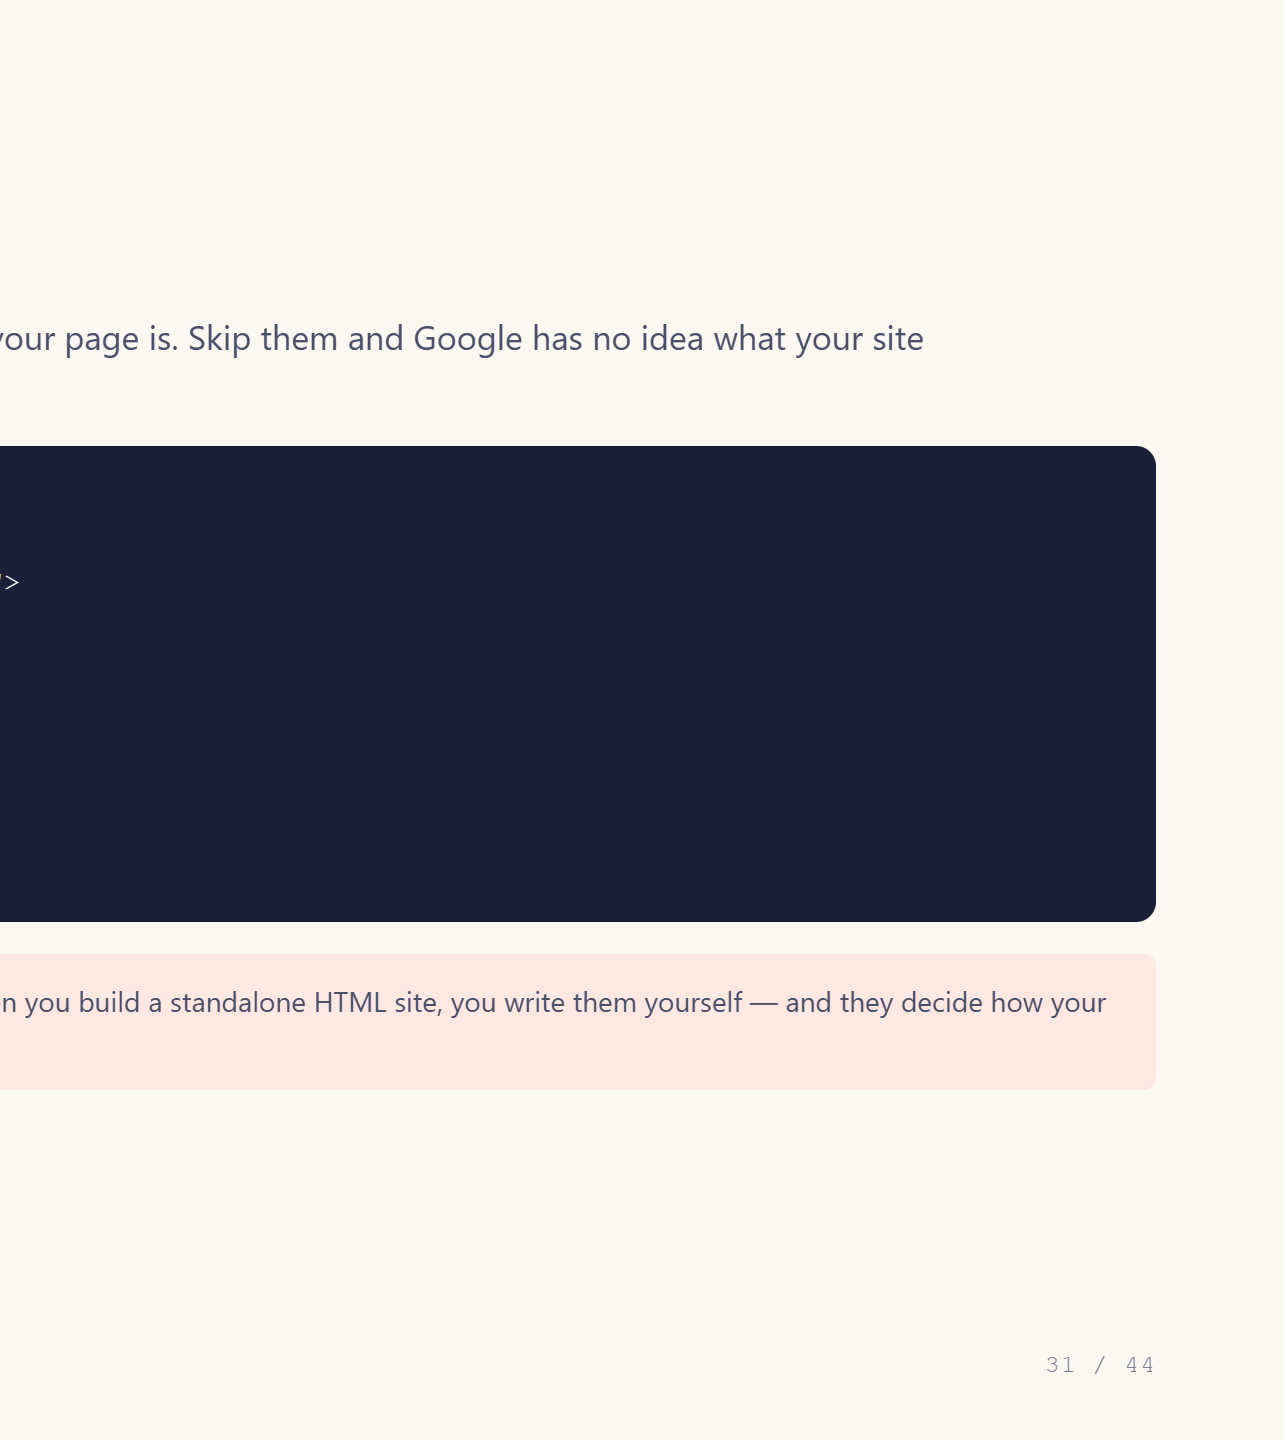 your page is. Skip them and Google has no idea what your site
">
you build a standalone HTML site, you write them yourself — and they decide how your
31 / 44